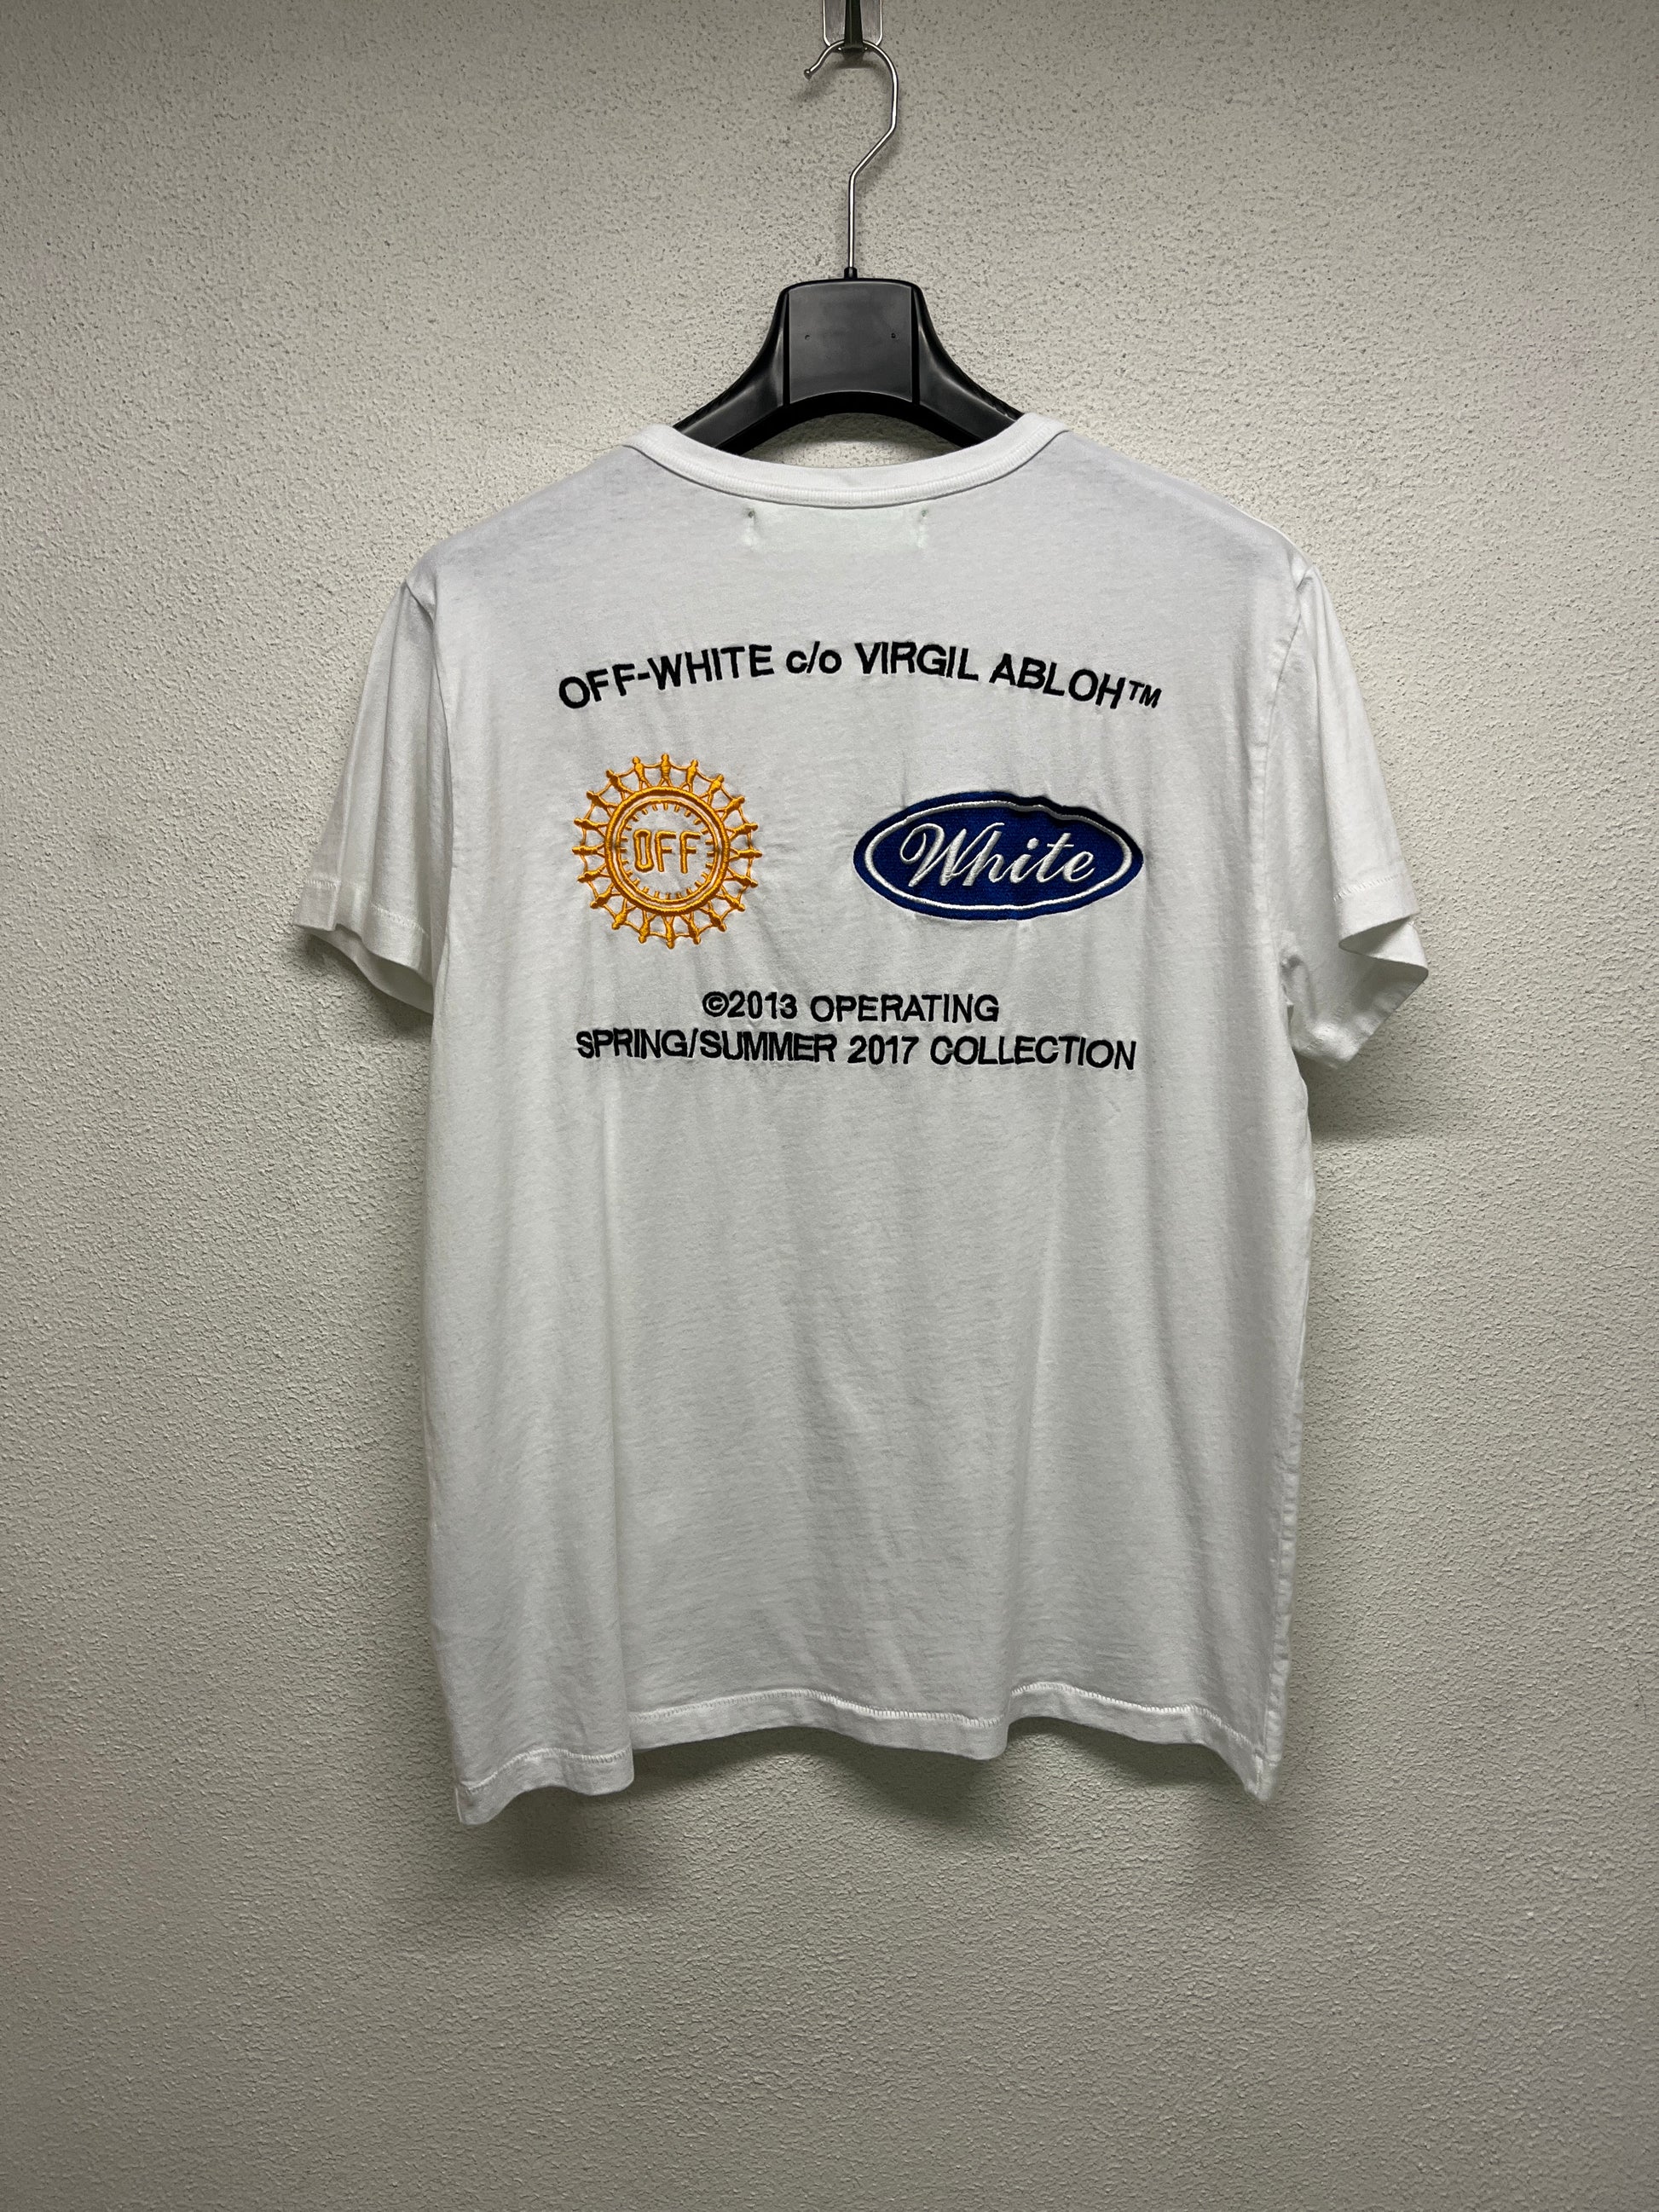 OFF-WHITE c/o VIRGIL ABLOH™
OFF
White
©2013 OPERATING
SPRING/SUMMER 2017 COLLECTION